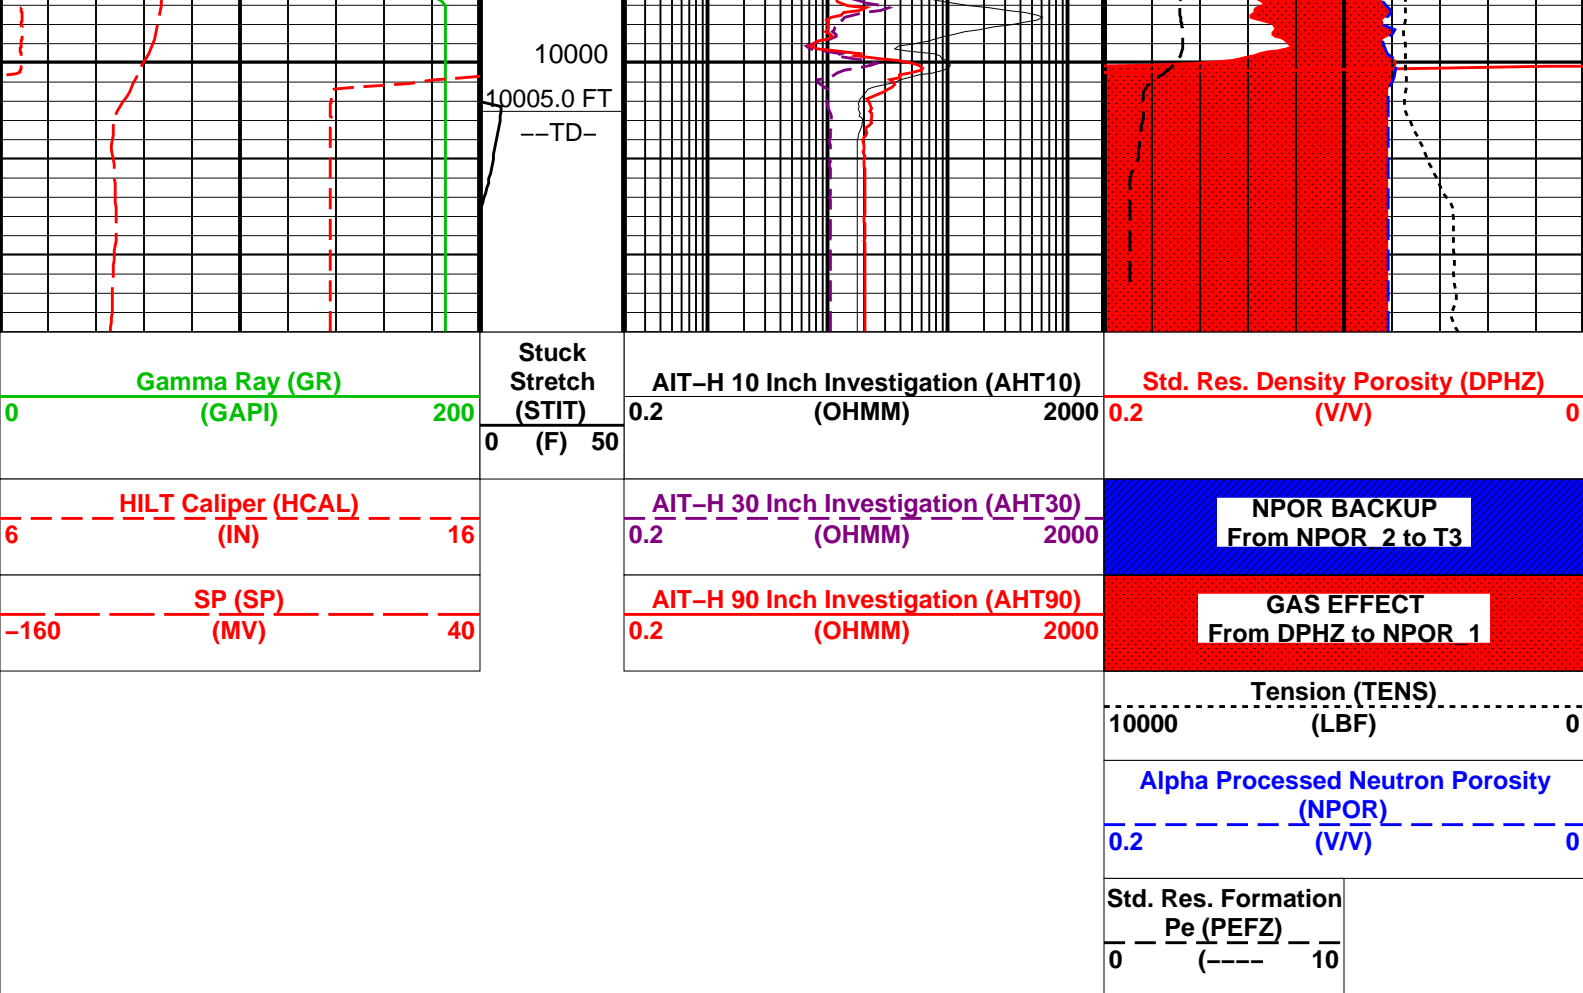 10000
10005.0 FT
––TD–
Gamma Ray (GR)
0 (GAPI) 200
HILT Caliper (HCAL)
6 (IN) 16
SP (SP)
–160 (MV) 40
Stuck
Stretch
(STIT)
0 (F) 50
AIT–H 10 Inch Investigation (AHT10)
0.2 (OHMM) 2000
AIT–H 30 Inch Investigation (AHT30)
0.2 (OHMM) 2000
AIT–H 90 Inch Investigation (AHT90)
0.2 (OHMM) 2000
Std. Res. Density Porosity (DPHZ)
0.2 (V/V) 0
NPOR BACKUP
From NPOR_2 to T3
GAS EFFECT
From DPHZ to NPOR_1
Tension (TENS)
10000 (LBF) 0
Alpha Processed Neutron Porosity
(NPOR)
0.2 (V/V) 0
Std. Res. Formation
Pe (PEFZ)
0 (–––– 10